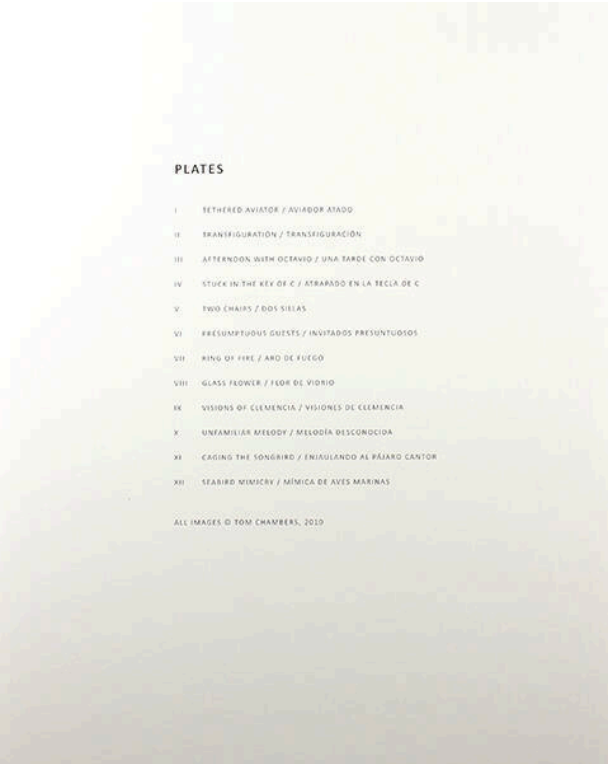 PLATES
I TETHERED AVIATOR / AVIADOR ATADO
II TRANSFIGURATION / TRANSFIGURACIÓN
III AFTERNOON WITH OCTAVIO / UNA TARDE CON OCTAVIO
IV STUCK IN THE KEY OF C / ATRAPADO EN LA TECLA DE C
V TWO CHAIRS / DOS SILLAS
VI PRESUMPTUOUS GUESTS / INVITADOS PRESUNTUOSOS
VII RING OF FIRE / ARO DE FUEGO
VIII GLASS FLOWER / FLOR DE VIDRIO
IX VISIONS OF CLEMENCIA / VISIONES DE CLEMENCIA
X UNFAMILIAR MELODY / MELODÍA DESCONOCIDA
XI CAGING THE SONGBIRD / ENJAULANDO AL PÁJARO CANTOR
XII SEABIRD MIMICRY / MÍMICA DE AVES MARINAS
ALL IMAGES © TOM CHAMBERS, 2010